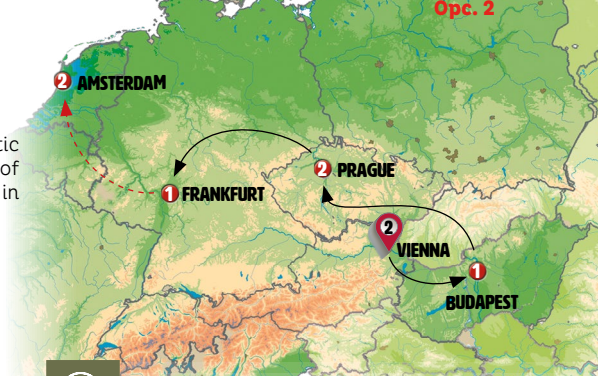 Opc. 2
2 AMSTERDAM
tic
of
in
2 PRAGUE
1 FRANKFURT
2
VIENNA
1
BUDAPEST